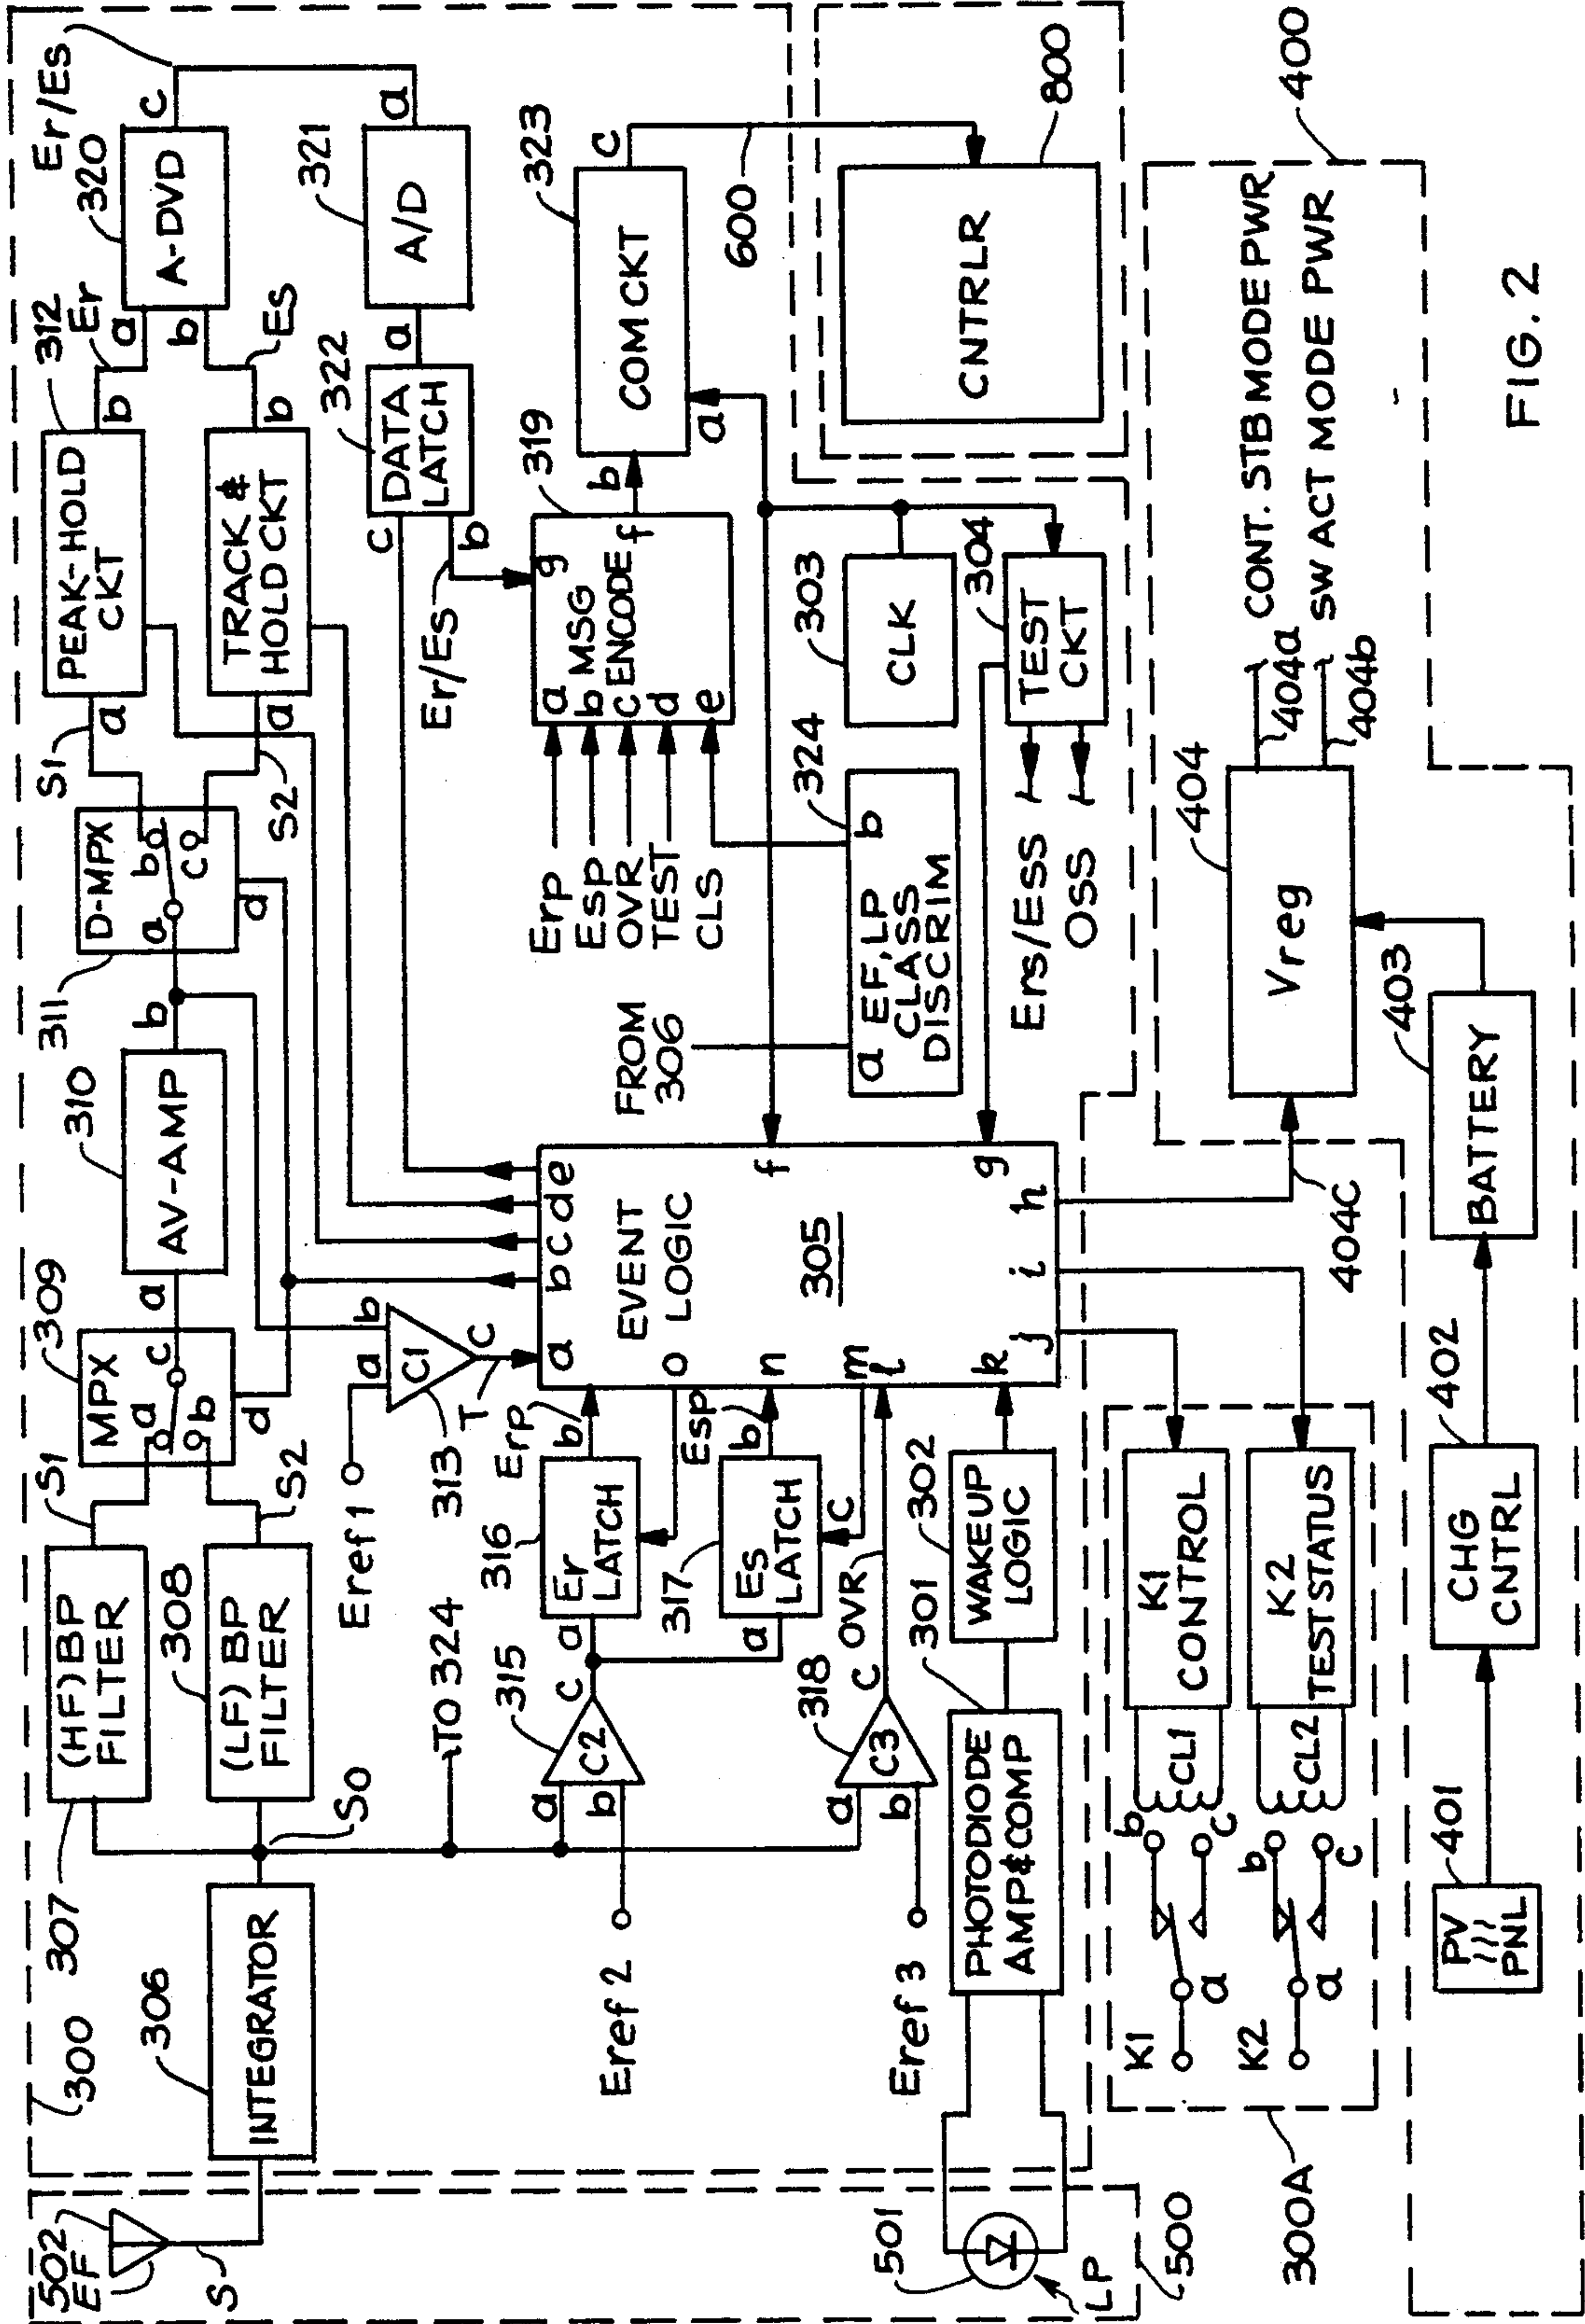 502
EF
S
300
306
INTEGRATOR
307
(HF) BP
FILTER
308
(LF) BP
FILTER
S0
S1
S2
309
MPX
a
b
c
d
310
AV-AMP
a
b
311
D-MPX
a
b
c
d
S1
S2
312
PEAK-HOLD
CKT
a
b
TRACK &
HOLD CKT
a
b
Er
Es
320
A-DVD
a
b
c
Er/Es
321
A/D
a
a
322
DATA
LATCH
c
b
Er/Es
319
MSG
ENCODE
a
b
c
d
e
f
g
Erp
Esp
OVR
TEST
CLS
323
COM CKT
a
b
c
600
CNTRLR
800
303
CLK
304
TEST
CKT
Ers/Ess
OSS
324
EF, LP
CLASS
DISCRIM
a
b
FROM
306
TO 324
Eref 1
313
C1
a
b
c
T
315
C2
a
b
c
Eref 2
316
Er
LATCH
a
b
Erp
317
Es
LATCH
a
b
c
Esp
318
C3
a
b
c
OVR
Eref 3
EVENT
LOGIC
305
a
b
c
d
e
f
g
h
i
j
k
l
m
n
o
301
PHOTODIODE
AMP & COMP
302
WAKEUP
LOGIC
501
LP
500
300A
K1
CONTROL
K2
TEST STATUS
CL1
CL2
K1
a
b
c
K2
a
b
c
401
PV
PNL
402
CHG
CNTRL
403
BATTERY
404
Vreg
404a
404b
404C
CONT. STB MODE PWR
SW ACT MODE PWR
400
FIG. 2